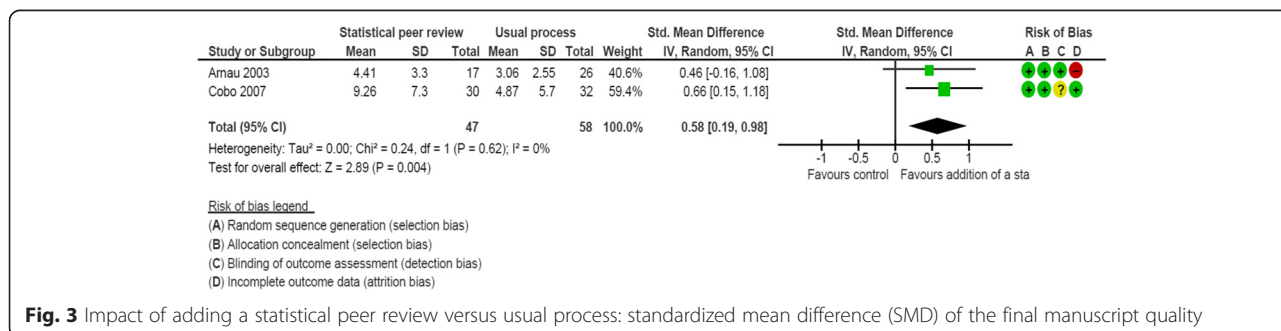 Statistical peer review Usual process Std. Mean Difference Std. Mean Difference Risk of Bias
Study or Subgroup Mean SD Total Mean SD Total Weight IV, Random, 95% CI IV, Random, 95% CI A B C D
Arnau 2003 4.41 3.3 17 3.06 2.55 26 40.6% 0.46 [-0.16, 1.08] + + + -
Cobo 2007 9.26 7.3 30 4.87 5.7 32 59.4% 0.66 [0.15, 1.18] + + ? +
Total (95% CI) 47 58 100.0% 0.58 [0.19, 0.98]
Heterogeneity: Tau² = 0.00; Chi² = 0.24, df = 1 (P = 0.62); I² = 0%
Test for overall effect: Z = 2.89 (P = 0.004)
-1 -0.5 0 0.5 1
Favours control Favours addition of a sta
Risk of bias legend
(A) Random sequence generation (selection bias)
(B) Allocation concealment (selection bias)
(C) Blinding of outcome assessment (detection bias)
(D) Incomplete outcome data (attrition bias)
Fig. 3 Impact of adding a statistical peer review versus usual process: standardized mean difference (SMD) of the final manuscript quality